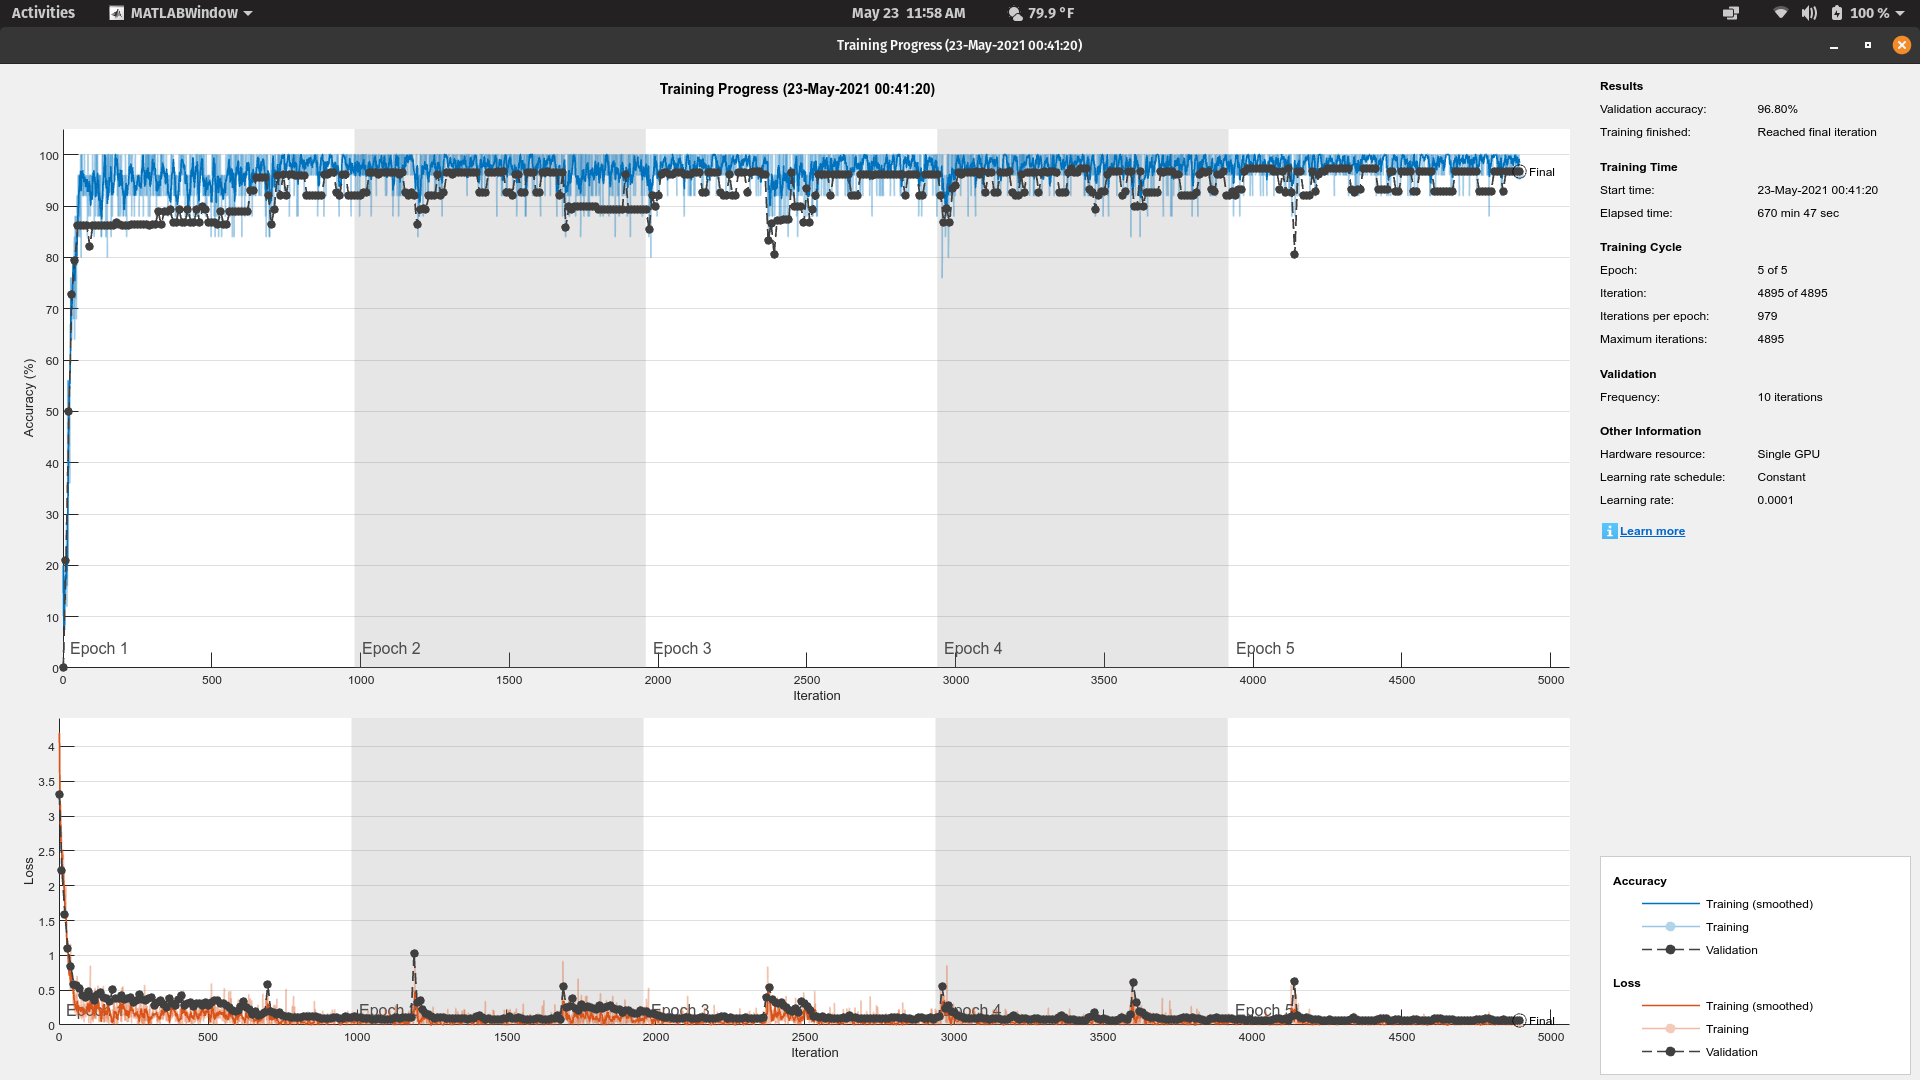 Activities MATLABWindow May 23 11:58 AM 79.9 °F 100 %
Training Progress (23-May-2021 00:41:20)
Training Progress (23-May-2021 00:41:20)
Accuracy (%)
100
90
80
70
60
50
40
30
20
10
0
Final
Epoch 1 Epoch 2 Epoch 3 Epoch 4 Epoch 5
0 500 1000 1500 2000 2500 3000 3500 4000 4500 5000
Iteration
Loss
4
3.5
3
2.5
2
1.5
1
0.5
0
Epoch Epoch 3 Epoch 4 Epoch 5
Final
0 500 1000 1500 2000 2500 3000 3500 4000 4500 5000
Iteration
Results
Validation accuracy: 96.80%
Training finished: Reached final iteration
Training Time
Start time: 23-May-2021 00:41:20
Elapsed time: 670 min 47 sec
Training Cycle
Epoch: 5 of 5
Iteration: 4895 of 4895
Iterations per epoch: 979
Maximum iterations: 4895
Validation
Frequency: 10 iterations
Other Information
Hardware resource: Single GPU
Learning rate schedule: Constant
Learning rate: 0.0001
i Learn more
Accuracy
Training (smoothed)
Training
Validation
Loss
Training (smoothed)
Training
Validation